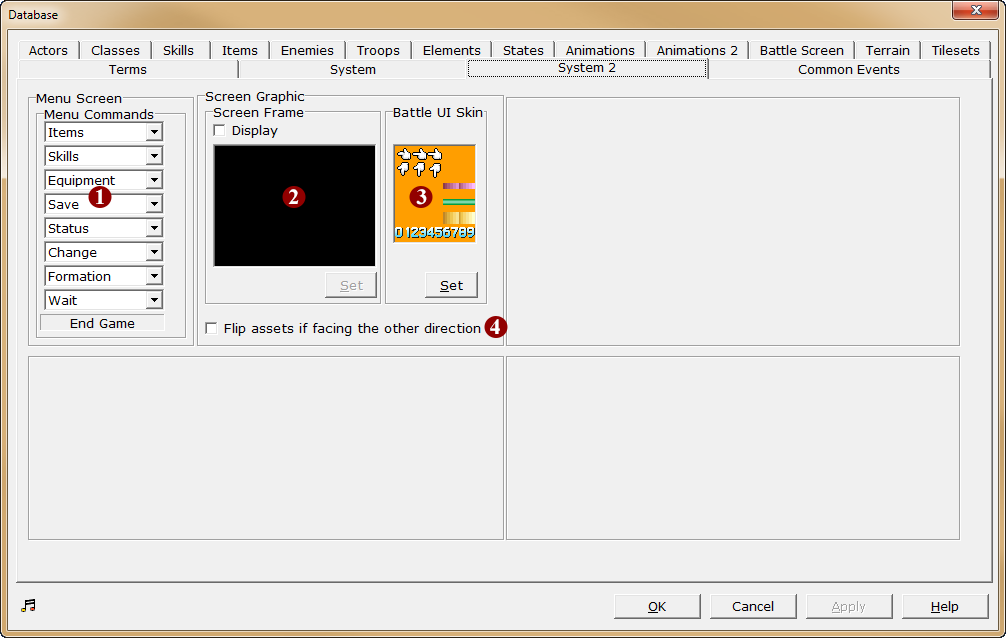 Database
Actors Classes Skills Items Enemies Troops Elements States Animations Animations 2 Battle Screen Terrain Tilesets
Terms System System 2 Common Events
Menu Screen
Menu Commands
Items
Skills
Equipment
1
Save
Status
Change
Formation
Wait
End Game
Screen Graphic
Screen Frame
Display
2
Set
Battle UI Skin
3
0123456789
Set
Flip assets if facing the other direction 4
OK Cancel Apply Help